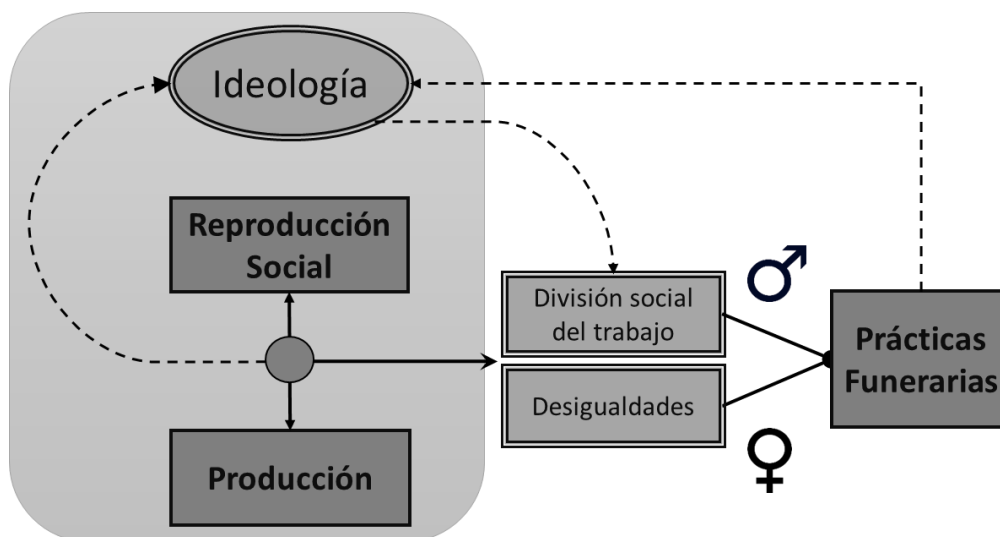 Ideología
Reproducción
Social
División social
del trabajo
Prácticas
Funerarias
Desigualdades
Producción